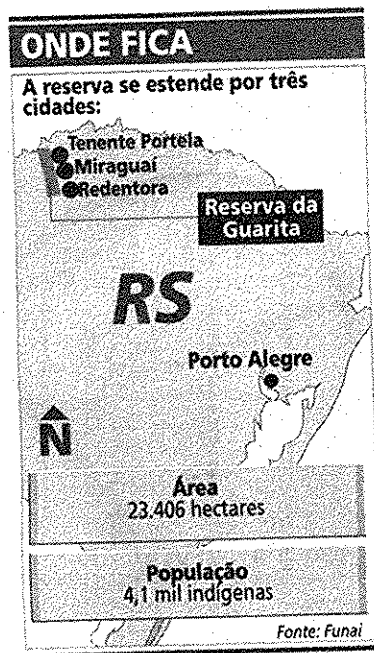 ONDE FICA
A reserva se estende por três
cidades:
Tenente Portela
Miraguaí
Redentora
Reserva da
Guarita
RS
Porto Alegre
N
Área
23.406 hectares
População
4,1 mil indígenas
Fonte: Funai